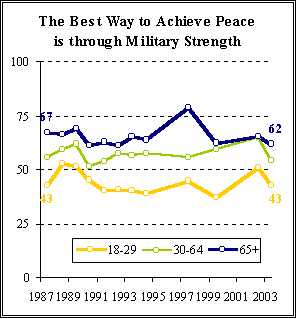 The Best Way to Achieve Peace
is through Military Strength
100
75
67
62
50
43
43
25
18-29 30-64 65+
0
1987 1989 1991 1993 1995 1997 1999 2001 2003